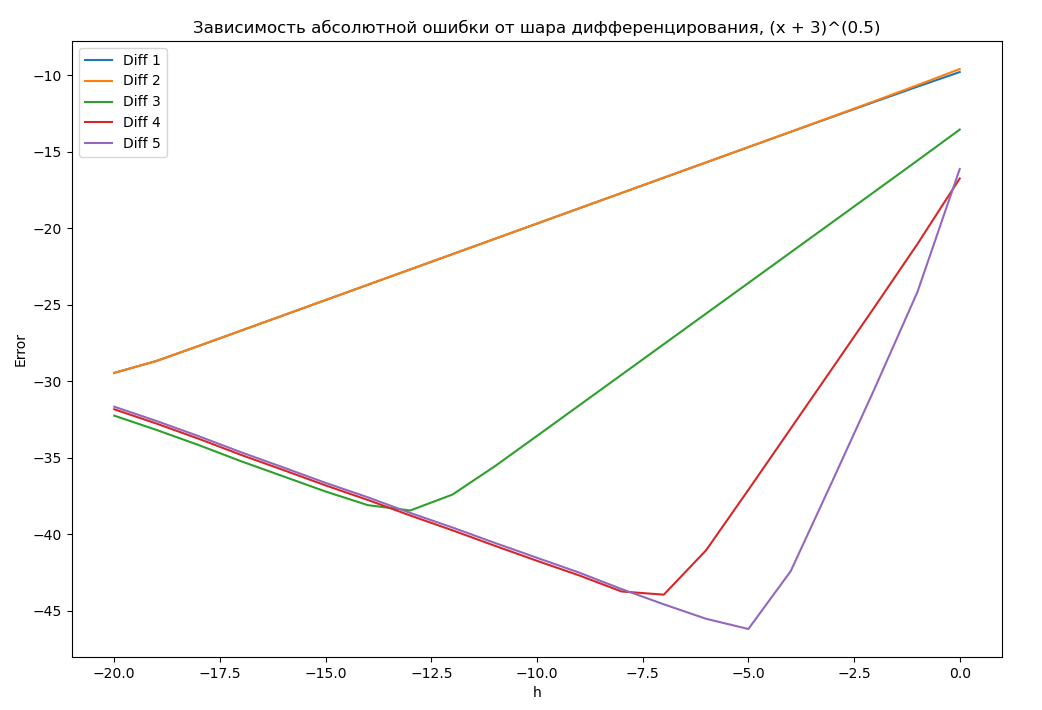 Зависимость абсолютной ошибки от шара дифференцирования, (x + 3)^(0.5)
Diff 1
Diff 2
Diff 3
Diff 4
Diff 5
Error
−10
−15
−20
−25
−30
−35
−40
−45
−20.0 −17.5 −15.0 −12.5 −10.0 −7.5 −5.0 −2.5 0.0
h